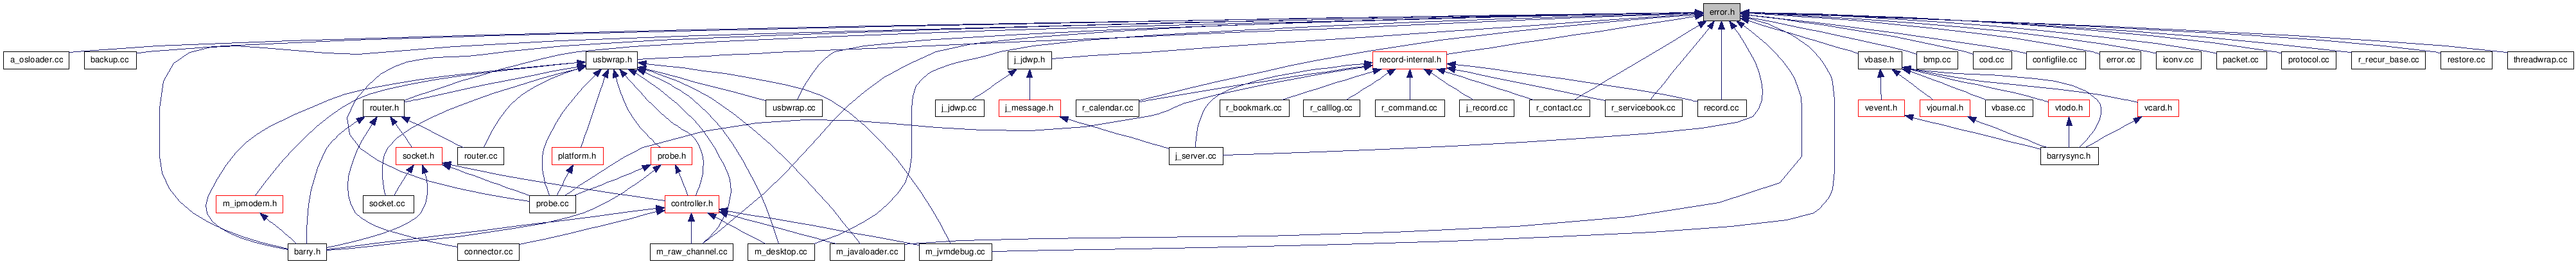 error.h
a_osloader.cc
backup.cc
usbwrap.h
j_jdwp.h
record-internal.h
vbase.h
bmp.cc
cod.cc
configfile.cc
error.cc
iconv.cc
packet.cc
protocol.cc
r_recur_base.cc
restore.cc
threadwrap.cc
router.h
usbwrap.cc
j_jdwp.cc
j_message.h
r_calendar.cc
r_bookmark.cc
r_calllog.cc
r_command.cc
j_record.cc
r_contact.cc
r_servicebook.cc
record.cc
vevent.h
vjournal.h
vbase.cc
vtodo.h
vcard.h
socket.h
router.cc
platform.h
probe.h
j_server.cc
barrysync.h
m_ipmodem.h
socket.cc
probe.cc
controller.h
barry.h
connector.cc
m_raw_channel.cc
m_desktop.cc
m_javaloader.cc
m_jvmdebug.cc